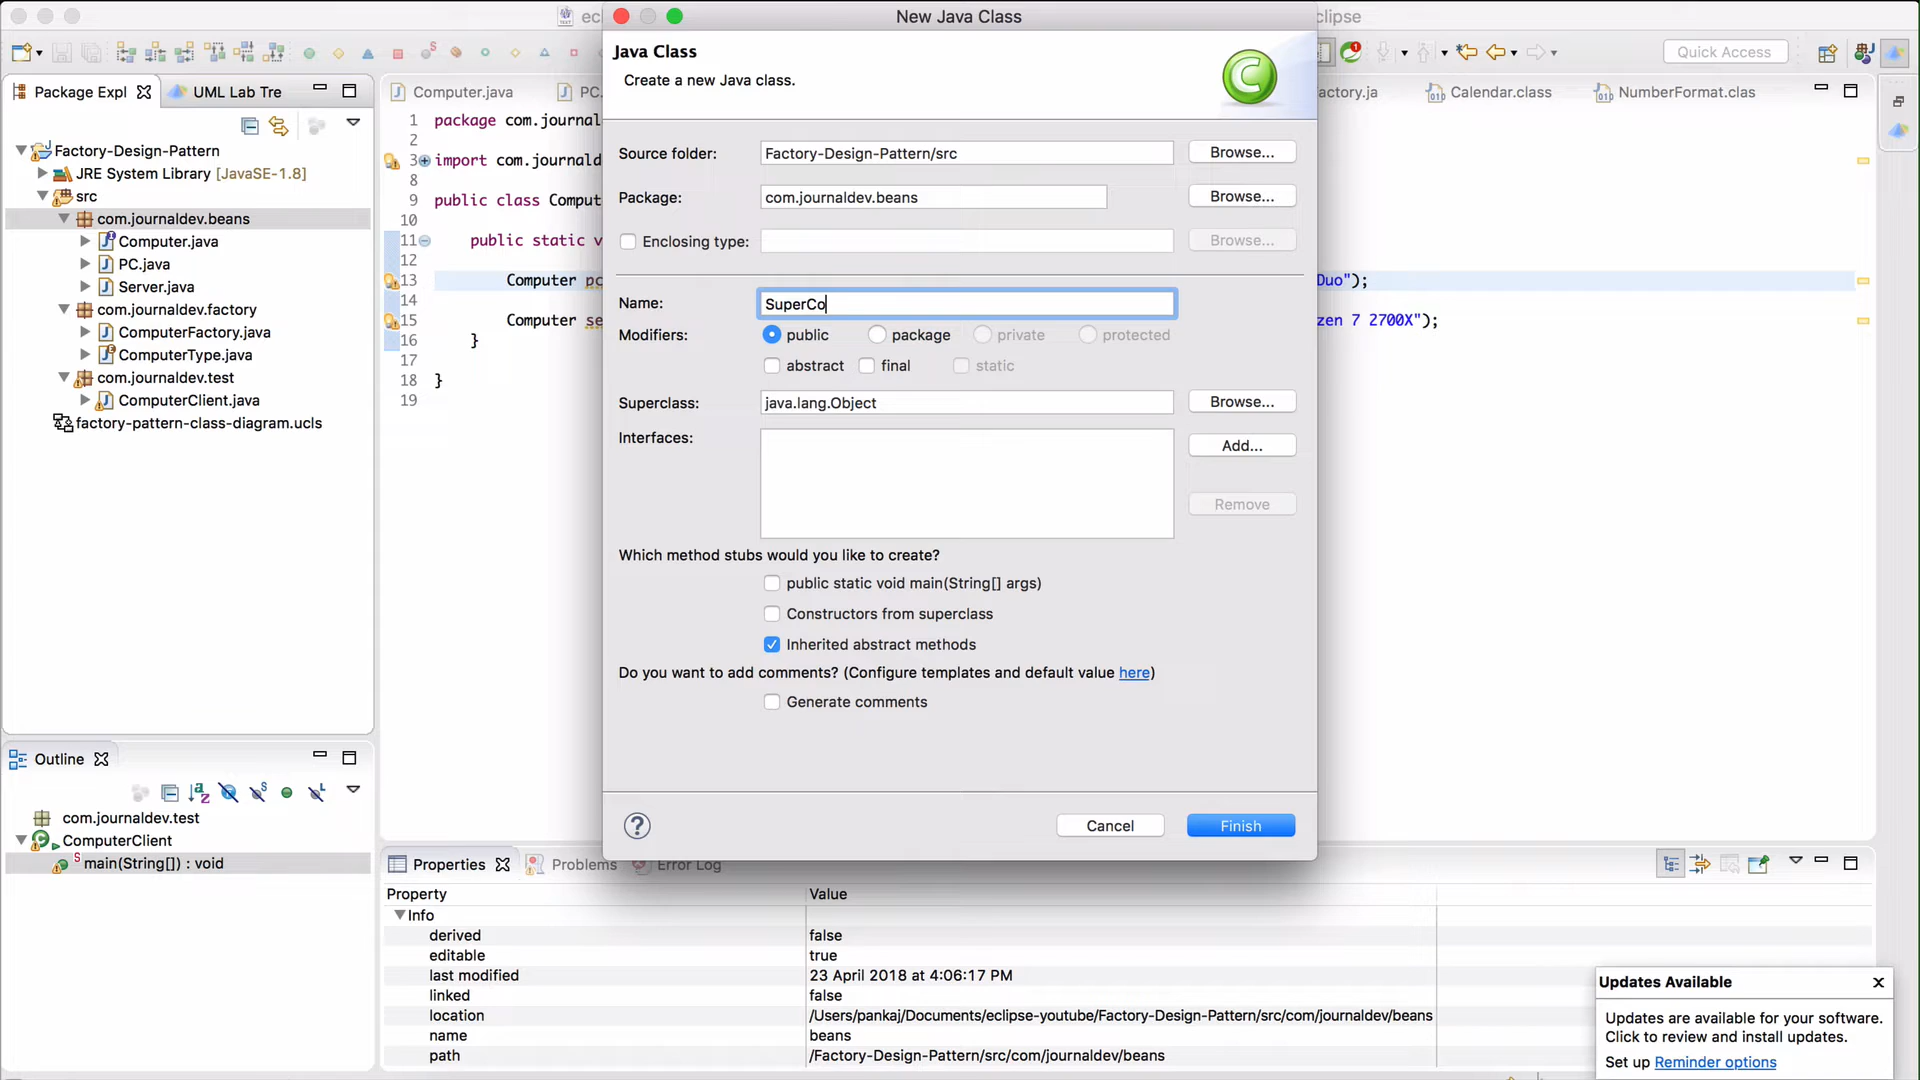 ec
New Java Class
clipse
Quick Access
Package Expl
UML Lab Tre
Factory-Design-Pattern
JRE System Library [JavaSE-1.8]
src
com.journaldev.beans
Computer.java
PC.java
Server.java
com.journaldev.factory
ComputerFactory.java
ComputerType.java
com.journaldev.test
ComputerClient.java
factory-pattern-class-diagram.ucls
Computer.java
PC.
actory.ja
Calendar.class
NumberFormat.clas
1 package com.journal
2
3 import com.journald
8
9 public class Comput
10
11 public static v
12
13 Computer pc
Duo");
14
15 Computer se
zen 7 2700X");
16 }
17
18 }
19
Java Class
Create a new Java class.
Source folder: Factory-Design-Pattern/src Browse...
Package: com.journaldev.beans Browse...
Enclosing type: Browse...
Name: SuperCo
Modifiers: public package private protected
abstract final static
Superclass: java.lang.Object Browse...
Interfaces: Add...
Remove
Which method stubs would you like to create?
public static void main(String[] args)
Constructors from superclass
Inherited abstract methods
Do you want to add comments? (Configure templates and default value here)
Generate comments
Cancel Finish
Outline
com.journaldev.test
ComputerClient
main(String[]) : void
Properties Problems Error Log
Property Value
Info
derived false
editable true
last modified 23 April 2018 at 4:06:17 PM
linked false
location /Users/pankaj/Documents/eclipse-youtube/Factory-Design-Pattern/src/com/journaldev/beans
name beans
path /Factory-Design-Pattern/src/com/journaldev/beans
Updates Available
Updates are available for your software.
Click to review and install updates.
Set up Reminder options